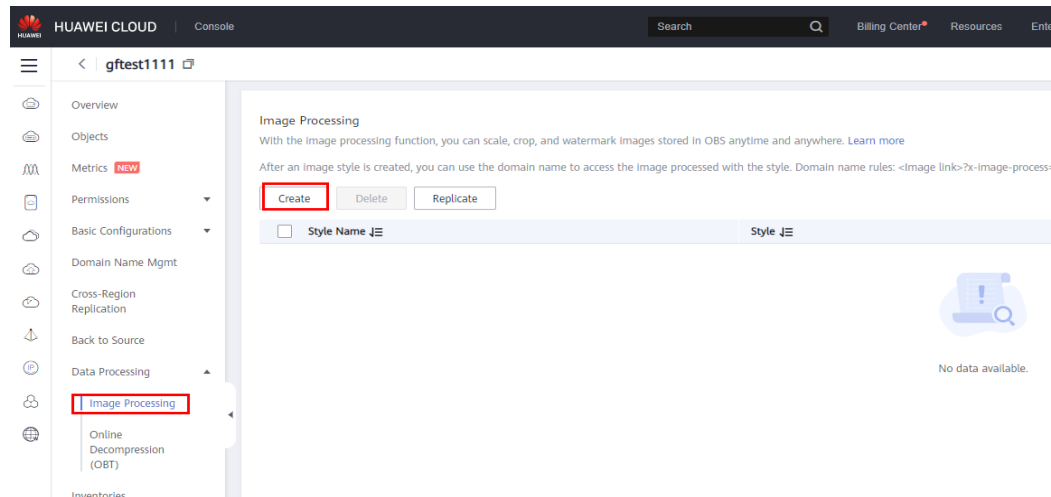 HUAWEI
HUAWEI CLOUD | Console
Search
Billing Center
Resources
Ente
gftest1111
Overview
Objects
Metrics NEW
Permissions
Basic Configurations
Domain Name Mgmt
Cross-Region
Replication
Back to Source
Data Processing
Image Processing
Online
Decompression
(OBT)
Inventories
IP
Image Processing
With the image processing function, you can scale, crop, and watermark images stored in OBS anytime and anywhere. Learn more
After an image style is created, you can use the domain name to access the image processed with the style. Domain name rules: <Image link>?x-image-process=
Create
Delete
Replicate
Style Name
Style
No data available.